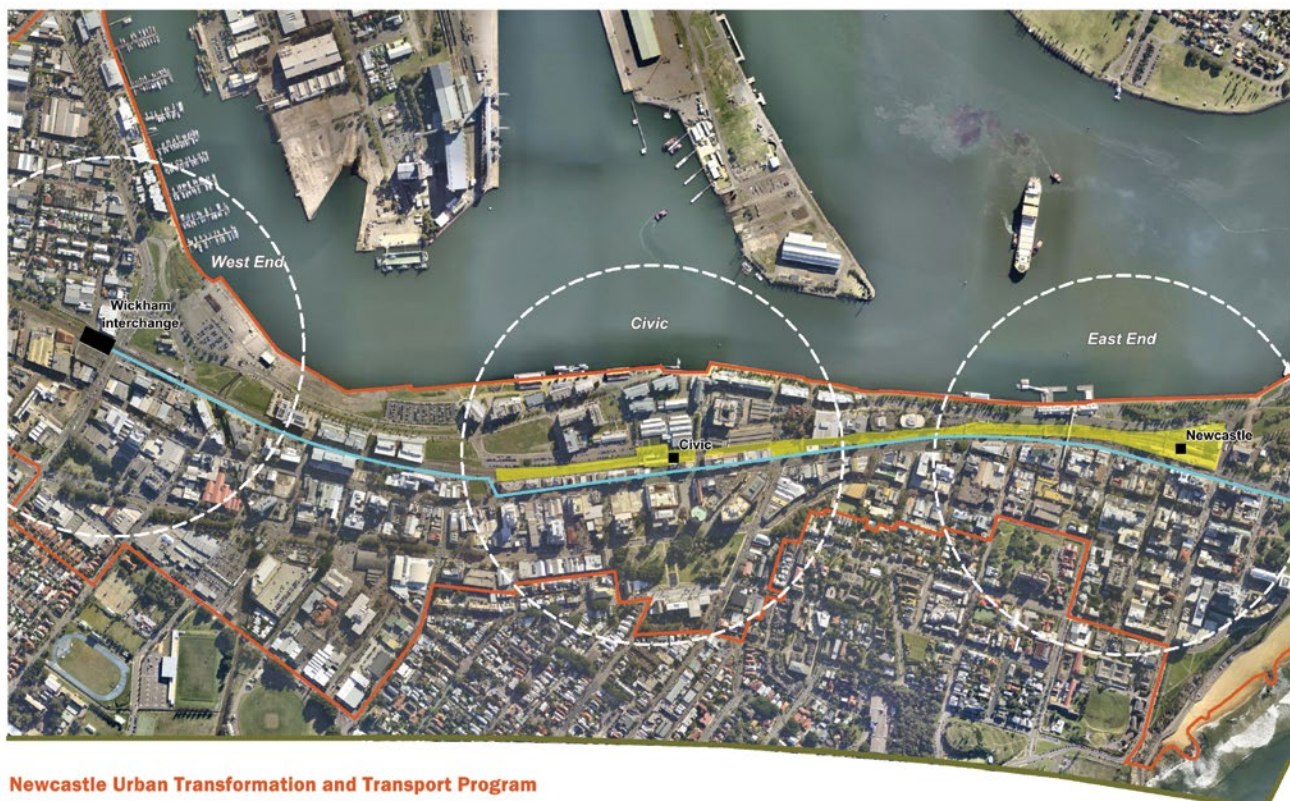 West End
Wickham
interchange
Civic
East End
Civic
Newcastle
Newcastle Urban Transformation and Transport Program